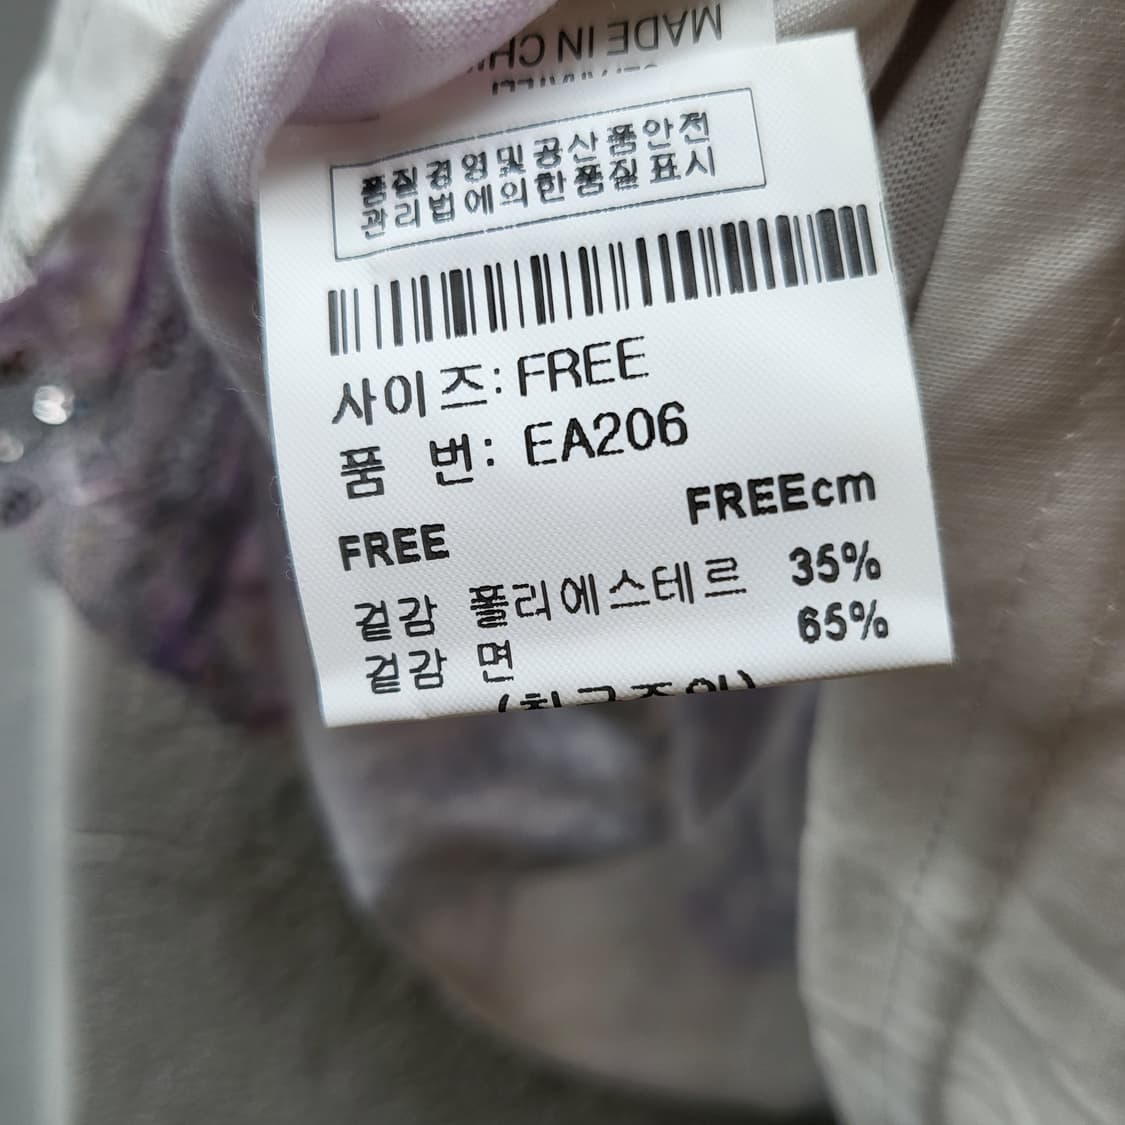 MADE IN CH
품질경영및공산품안전
관리법에의한품질표시
사이즈: FREE
품 번: EA206
FREE FREEcm
겉감 폴리에스테르 35%
겉감 면 65%